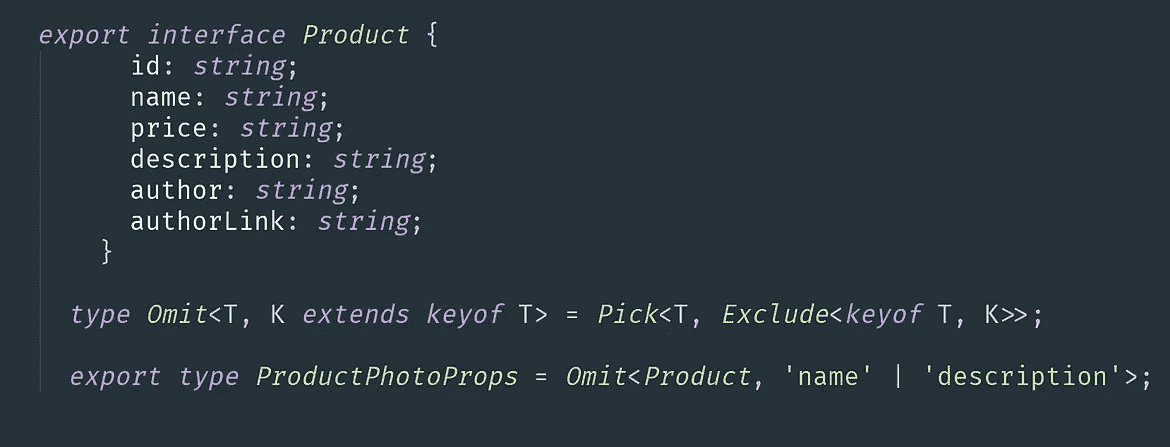 export interface Product {
id: string;
name: string;
price: string;
description: string;
author: string;
authorLink: string;
}
type Omit<T, K extends keyof T> = Pick<T, Exclude<keyof T, K>>;
export type ProductPhotoProps = Omit<Product, 'name' | 'description'>;